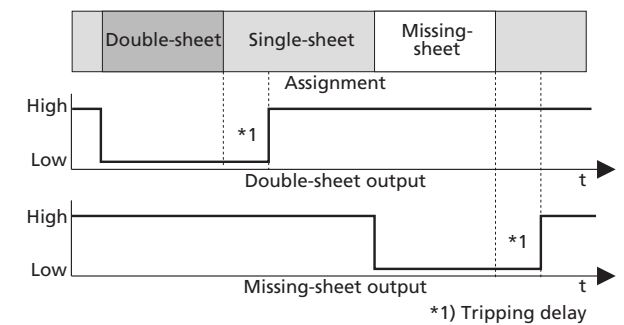 Double-sheet
Single-sheet
Missing-
sheet
Assignment
High
*1
Low
Double-sheet output
t
High
*1
Low
Missing-sheet output
t
*1) Tripping delay